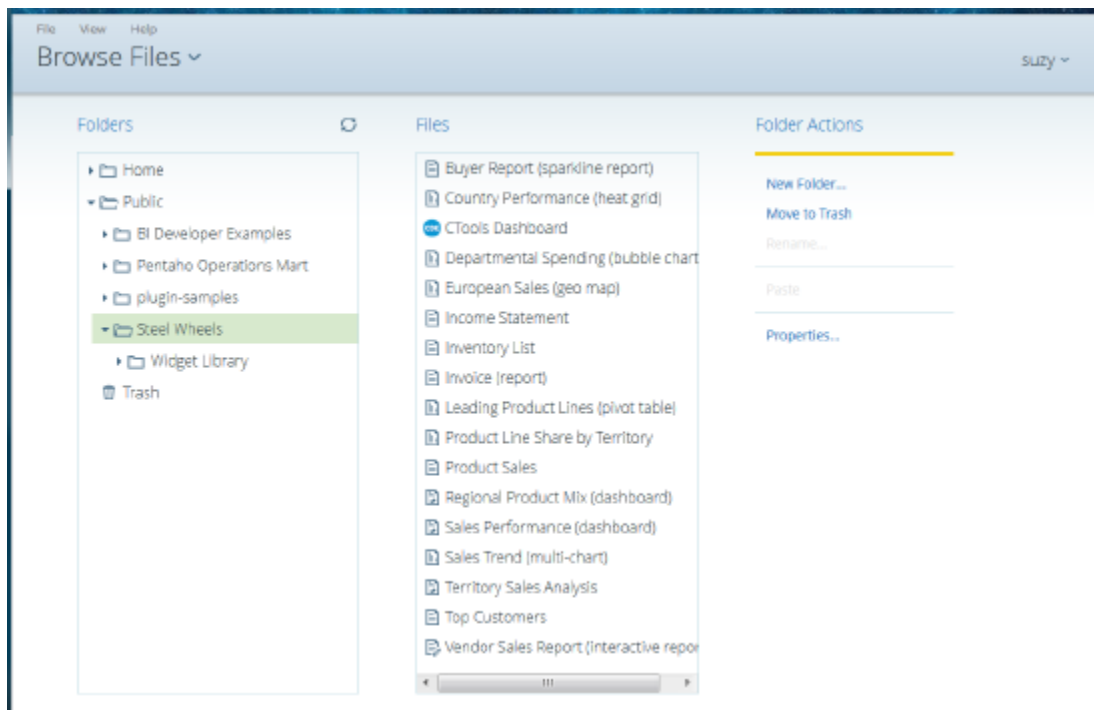 File View Help
Browse Files
suzy
Folders
Home
Public
BI Developer Examples
Pentaho Operations Mart
plugin-samples
Steel Wheels
Widget Library
Trash
Files
Buyer Report (sparkline report)
Country Performance (heat grid)
CTools Dashboard
Departmental Spending (bubble chart
European Sales (geo map)
Income Statement
Inventory List
Invoice (report)
Leading Product Lines (pivot table)
Product Line Share by Territory
Product Sales
Regional Product Mix (dashboard)
Sales Performance (dashboard)
Sales Trend (multi-chart)
Territory Sales Analysis
Top Customers
Vendor Sales Report (interactive repor
Folder Actions
New Folder...
Move to Trash
Rename...
Paste
Properties...